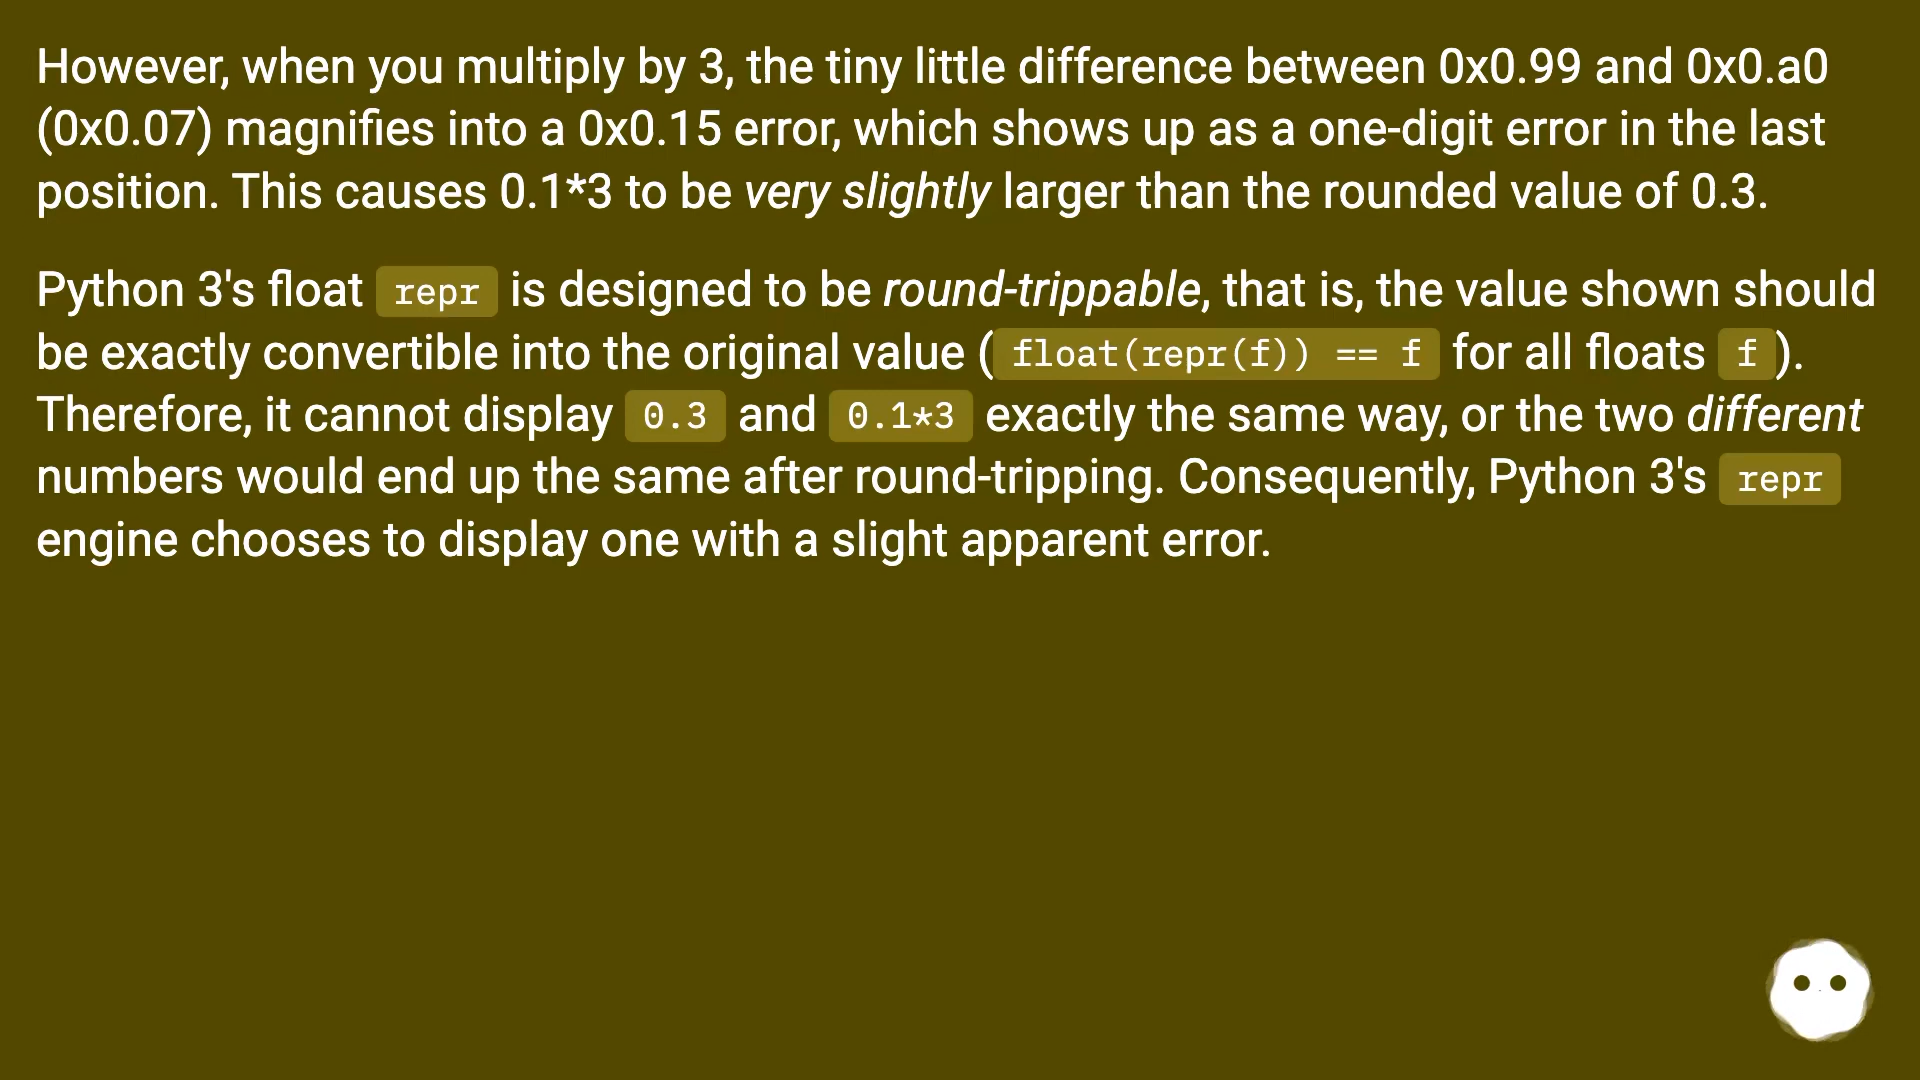 However, when you multiply by 3, the tiny little difference between 0x0.99 and 0x0.a0
(0x0.07) magnifies into a 0x0.15 error, which shows up as a one-digit error in the last
position. This causes 0.1*3 to be very slightly larger than the rounded value of 0.3.
Python 3's float repr is designed to be round-trippable, that is, the value shown should
be exactly convertible into the original value ( float(repr(f)) == f for all floats f ).
Therefore, it cannot display 0.3 and 0.1*3 exactly the same way, or the two different
numbers would end up the same after round-tripping. Consequently, Python 3's repr
engine chooses to display one with a slight apparent error.